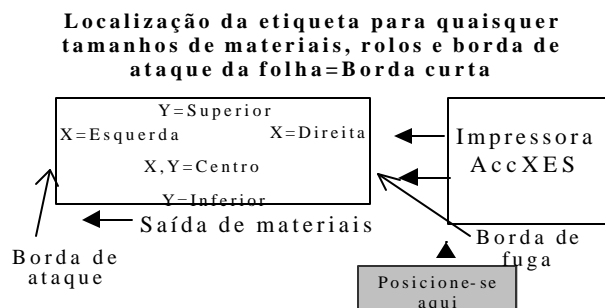 Localização da etiqueta para quaisquer
tamanhos de materiais, rolos e borda de
ataque da folha=Borda curta
Y=Superior
X=Esquerda
X=Direita
X,Y=Centro
Y=Inferior
Impressora
AccXES
Saída de materiais
Borda de
ataque
Borda de
fuga
Posicione-se
aqui